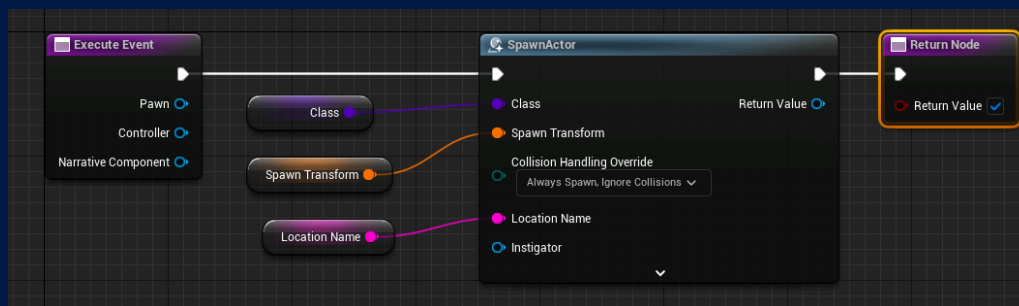 Execute Event
Pawn
Controller
Narrative Component
Class
Spawn Transform
Location Name
SpawnActor
Class
Return Value
Spawn Transform
Collision Handling Override
Always Spawn, Ignore Collisions
Location Name
Instigator
Return Node
Return Value